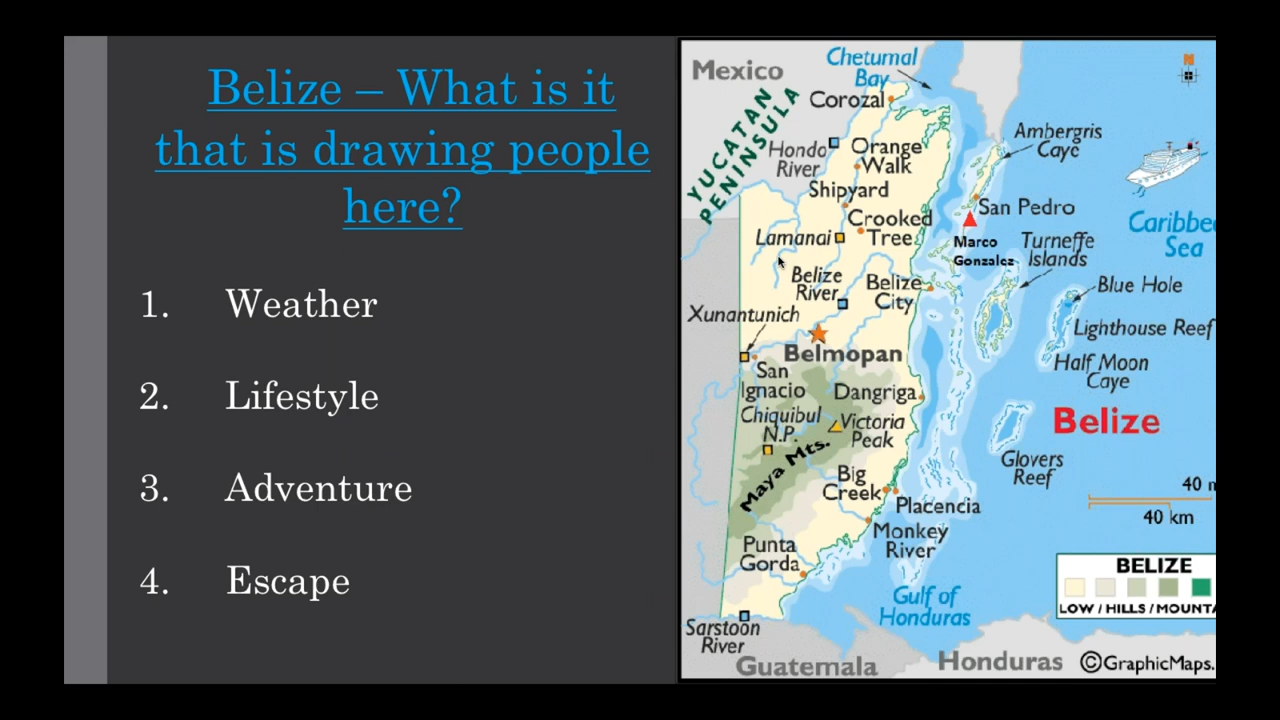 Belize – What is it
that is drawing people
here?
1. Weather
2. Lifestyle
3. Adventure
4. Escape
Mexico
Chetumal
Bay
YUCATAN
PENINSULA
Corozal
Hondo
River
Orange
Walk
Ambergris
Caye
Shipyard
San Pedro
Crooked
Tree
Lamanai
Marco
Gonzalez
Turneffe
Islands
Caribbe
Sea
Belize
River
Belize
City
Blue Hole
Xunantunich
Lighthouse Reef
Belmopan
Half Moon
Caye
San
Ignacio
Dangriga
Chiquibul
N.P.
Victoria
Peak
Belize
Maya Mts.
Glovers
Reef
Big
Creek
Placencia
40 m
40 km
Monkey
River
Punta
Gorda
BELIZE
LOW / HILLS / MOUNTA
Gulf of
Honduras
Sarstoon
River
Guatemala
Honduras
©GraphicMaps.
N